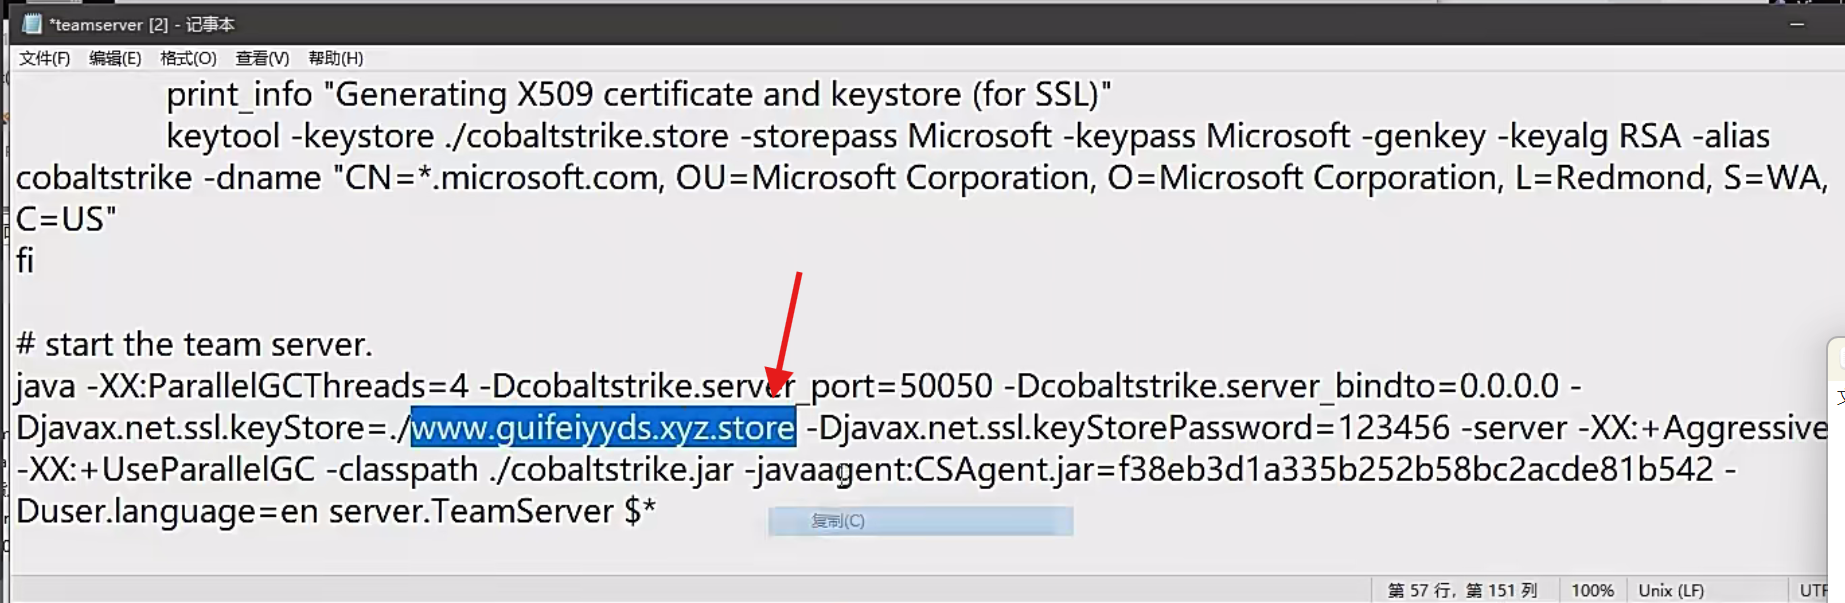 *teamserver [2] - 记事本
文件(F) 编辑(E) 格式(O) 查看(V) 帮助(H)
print_info "Generating X509 certificate and keystore (for SSL)"
keytool -keystore ./cobaltstrike.store -storepass Microsoft -keypass Microsoft -genkey -keyalg RSA -alias
cobaltstrike -dname "CN=*.microsoft.com, OU=Microsoft Corporation, O=Microsoft Corporation, L=Redmond, S=WA,
C=US"
fi
# start the team server.
java -XX:ParallelGCThreads=4 -Dcobaltstrike.server_port=50050 -Dcobaltstrike.server_bindto=0.0.0.0 -
Djavax.net.ssl.keyStore=./www.guifeiyyds.xyz.store -Djavax.net.ssl.keyStorePassword=123456 -server -XX:+Aggressive
-XX:+UseParallelGC -classpath ./cobaltstrike.jar -javaagent:CSAgent.jar=f38eb3d1a335b252b58bc2acde81b542 -
Duser.language=en server.TeamServer $*
复制(C)
第 57 行，第 151 列 100% Unix (LF) UTF